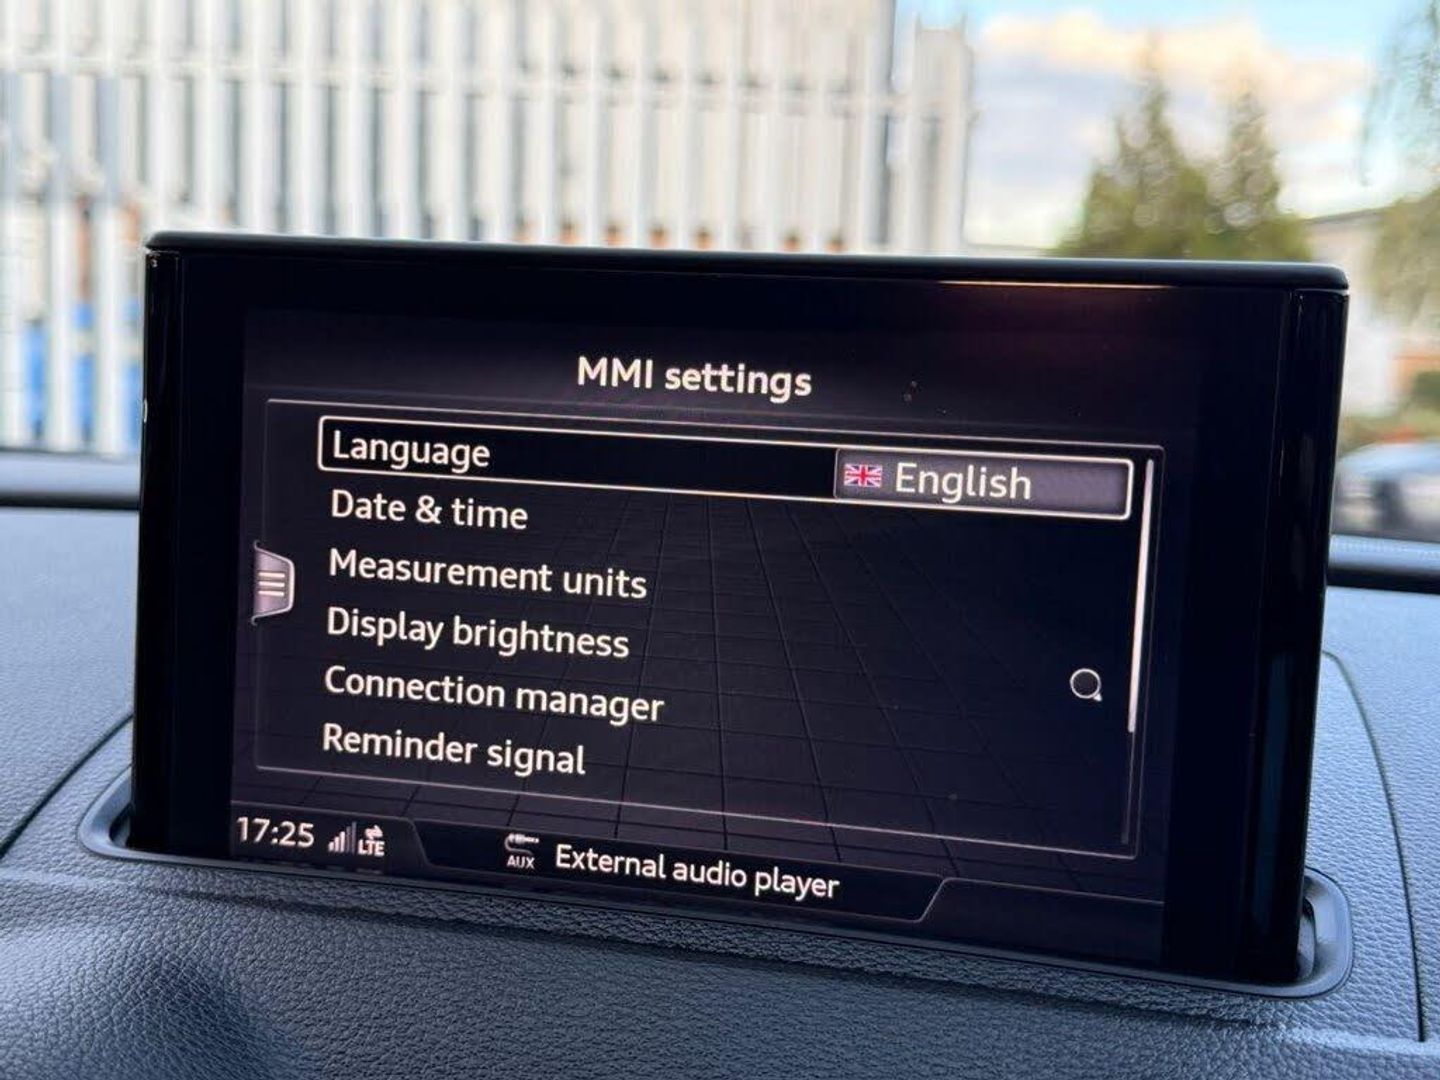 MMI settings
Language English
Date & time
Measurement units
Display brightness
Connection manager
Reminder signal
17:25 LTE AUX External audio player